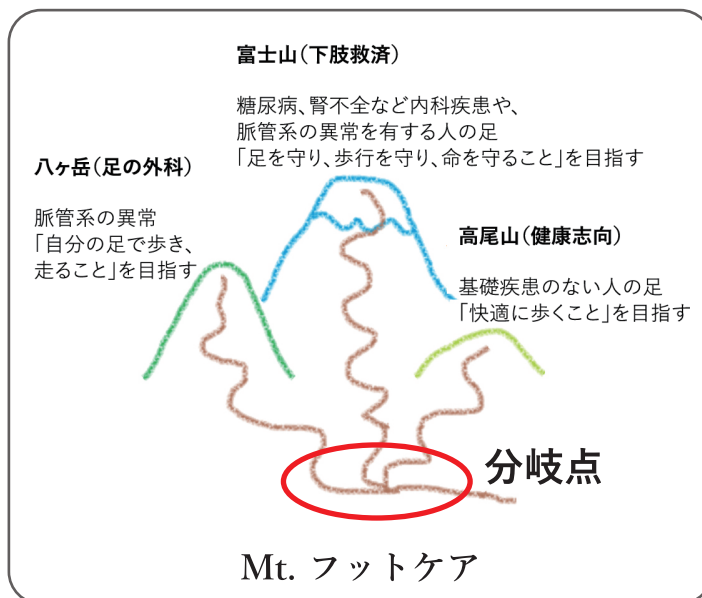 富士山（下肢救済）
糖尿病、腎不全など内科疾患や、
脈管系の異常を有する人の足
「足を守り、歩行を守り、命を守ること」を目指す
八ヶ岳（足の外科）
脈管系の異常
「自分の足で歩き、
走ること」を目指す
高尾山（健康志向）
基礎疾患のない人の足
「快適に歩くこと」を目指す
分岐点
Mt. フットケア